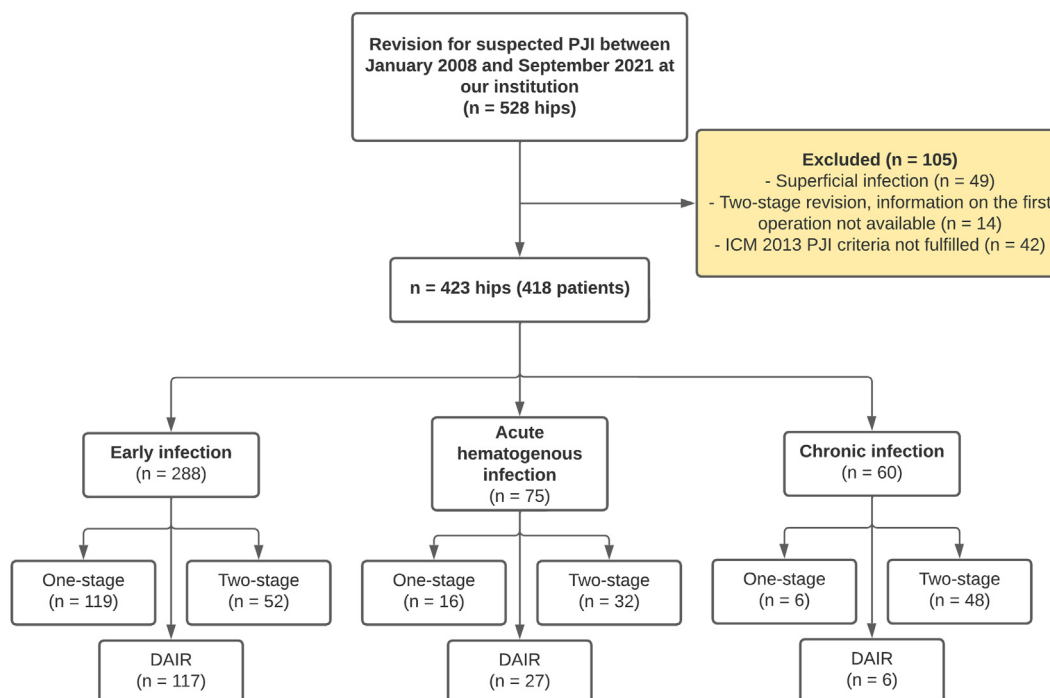 Revision for suspected PJI between
January 2008 and September 2021 at
our institution
(n = 528 hips)
Excluded (n = 105)
- Superficial infection (n = 49)
- Two-stage revision, information on the first
operation not available (n = 14)
- ICM 2013 PJI criteria not fulfilled (n = 42)
n = 423 hips (418 patients)
Early infection
(n = 288)
Acute
hematogenous
infection
(n = 75)
Chronic infection
(n = 60)
One-stage
(n = 119)
Two-stage
(n = 52)
DAIR
(n = 117)
One-stage
(n = 16)
Two-stage
(n = 32)
DAIR
(n = 27)
One-stage
(n = 6)
Two-stage
(n = 48)
DAIR
(n = 6)